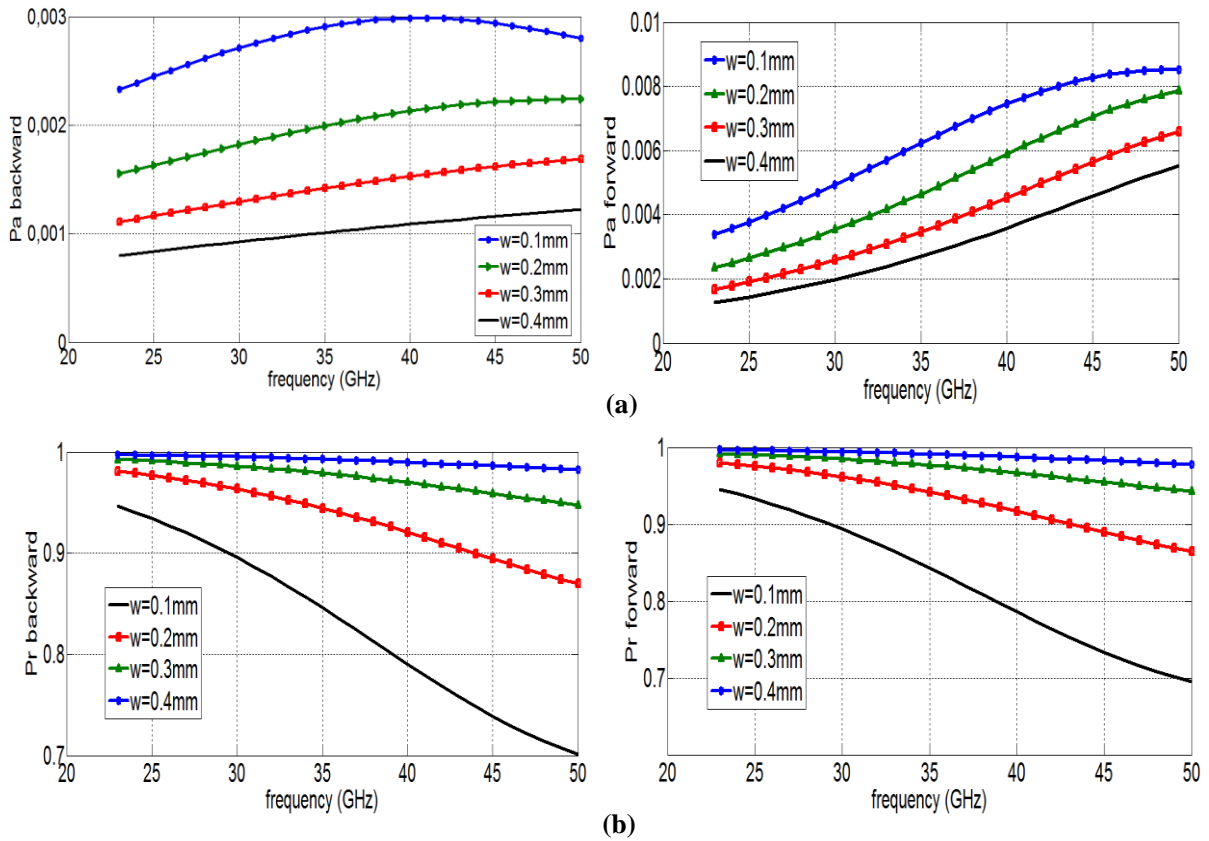 0,003
0,002
0,001
0
Pa backward
w=0.1mm
w=0.2mm
w=0.3mm
w=0.4mm
20 25 30 35 40 45 50
frequency (GHz)
0.01
0.008
0.006
0.004
0.002
0
Pa forward
w=0.1mm
w=0.2mm
w=0.3mm
w=0.4mm
20 25 30 35 40 45 50
frequency (GHz)
(a)
1
0.9
0.8
0.7
Pr backward
w=0.1mm
w=0.2mm
w=0.3mm
w=0.4mm
20 25 30 35 40 45 50
frequency (GHz)
1
0.9
0.8
0.7
Pr forward
w=0.1mm
w=0.2mm
w=0.3mm
w=0.4mm
20 25 30 35 40 45 50
frequency (GHz)
(b)